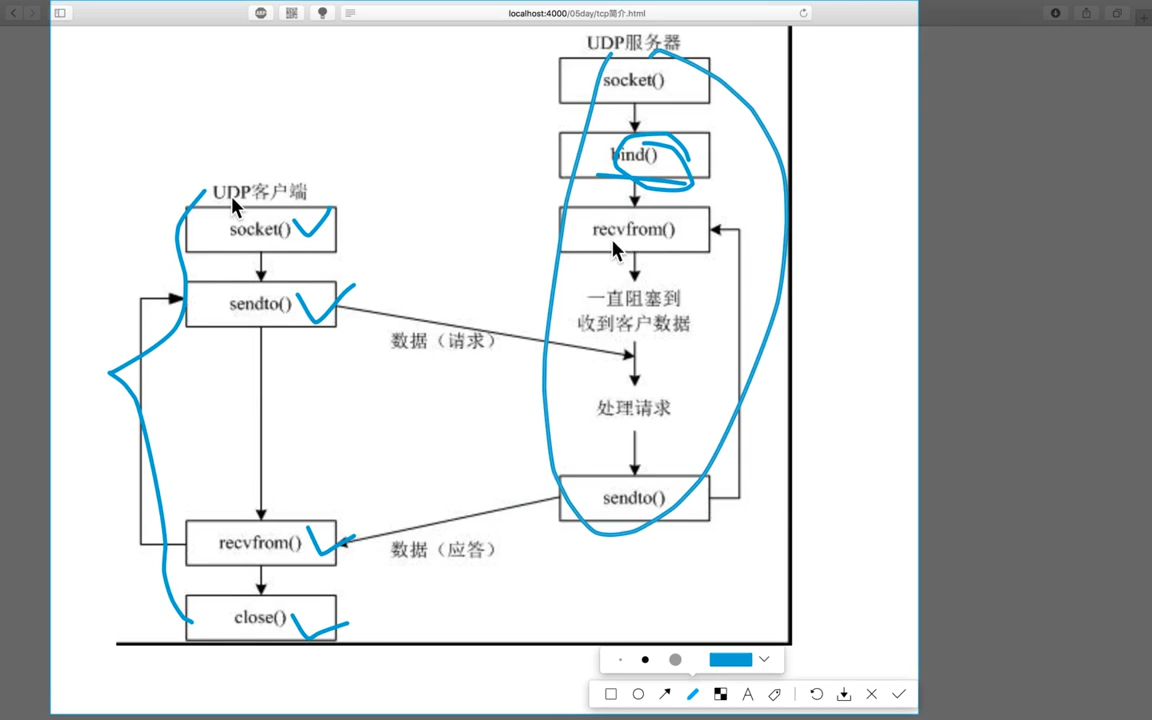 localhost:4000/05day/tcp简介.html
UDP服务器
socket()
bind()
recvfrom()
一直阻塞到
收到客户数据
处理请求
sendto()
UDP客户端
socket()
sendto()
数据（请求）
recvfrom()
数据（应答）
close()
A